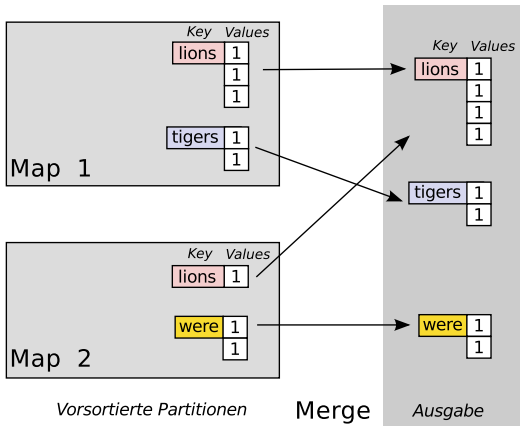 Key Values
lions 1
1
1
tigers 1
1
Map 1
Key Values
lions 1
were 1
1
Map 2
Vorsortierte Partitionen
Merge
Key Values
lions 1
1
1
1
tigers 1
1
were 1
1
Ausgabe